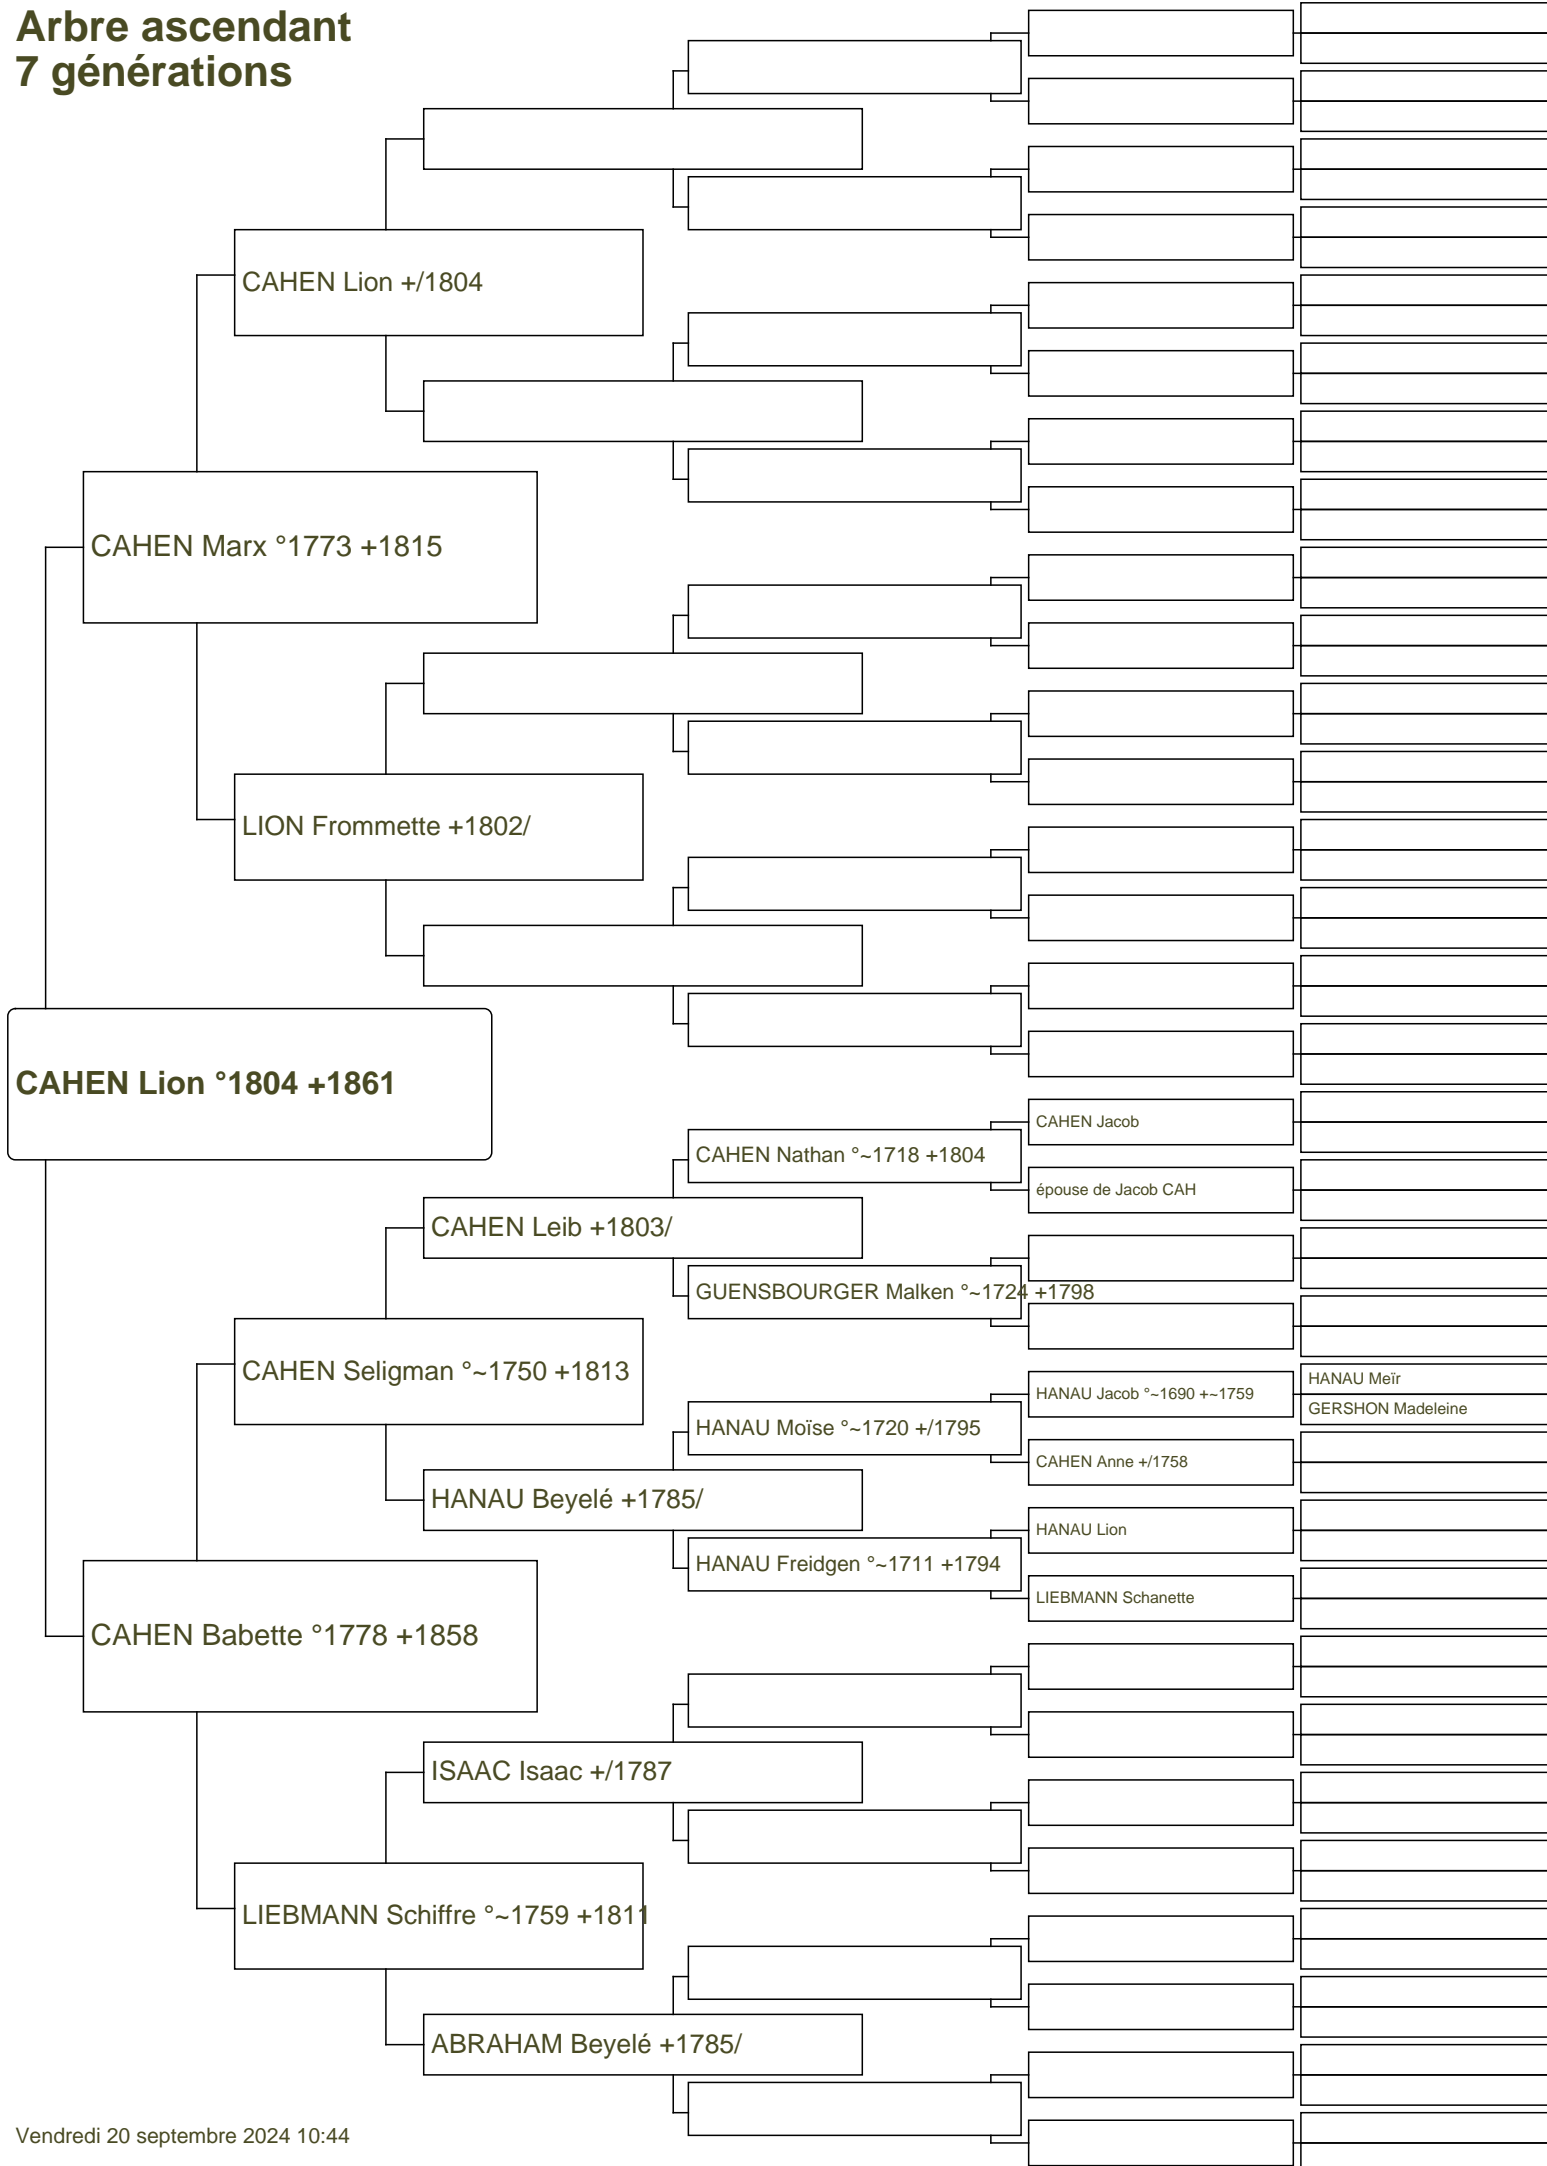 Arbre ascendant
7 générations
CAHEN Lion +/1804
CAHEN Marx °1773 +1815
LION Frommette +1802/
CAHEN Lion °1804 +1861
CAHEN Jacob
CAHEN Nathan °~1718 +1804
épouse de Jacob CAH
CAHEN Leib +1803/
GUENSBOURGER Malken °~1724 +1798
CAHEN Seligman °~1750 +1813
HANAU Meïr
HANAU Jacob °~1690 +~1759
GERSHON Madeleine
HANAU Moïse °~1720 +/1795
CAHEN Anne +/1758
HANAU Beyelé +1785/
HANAU Lion
HANAU Freidgen °~1711 +1794
LIEBMANN Schanette
CAHEN Babette °1778 +1858
ISAAC Isaac +/1787
LIEBMANN Schiffre °~1759 +1811
ABRAHAM Beyelé +1785/
Vendredi 20 septembre 2024 10:44